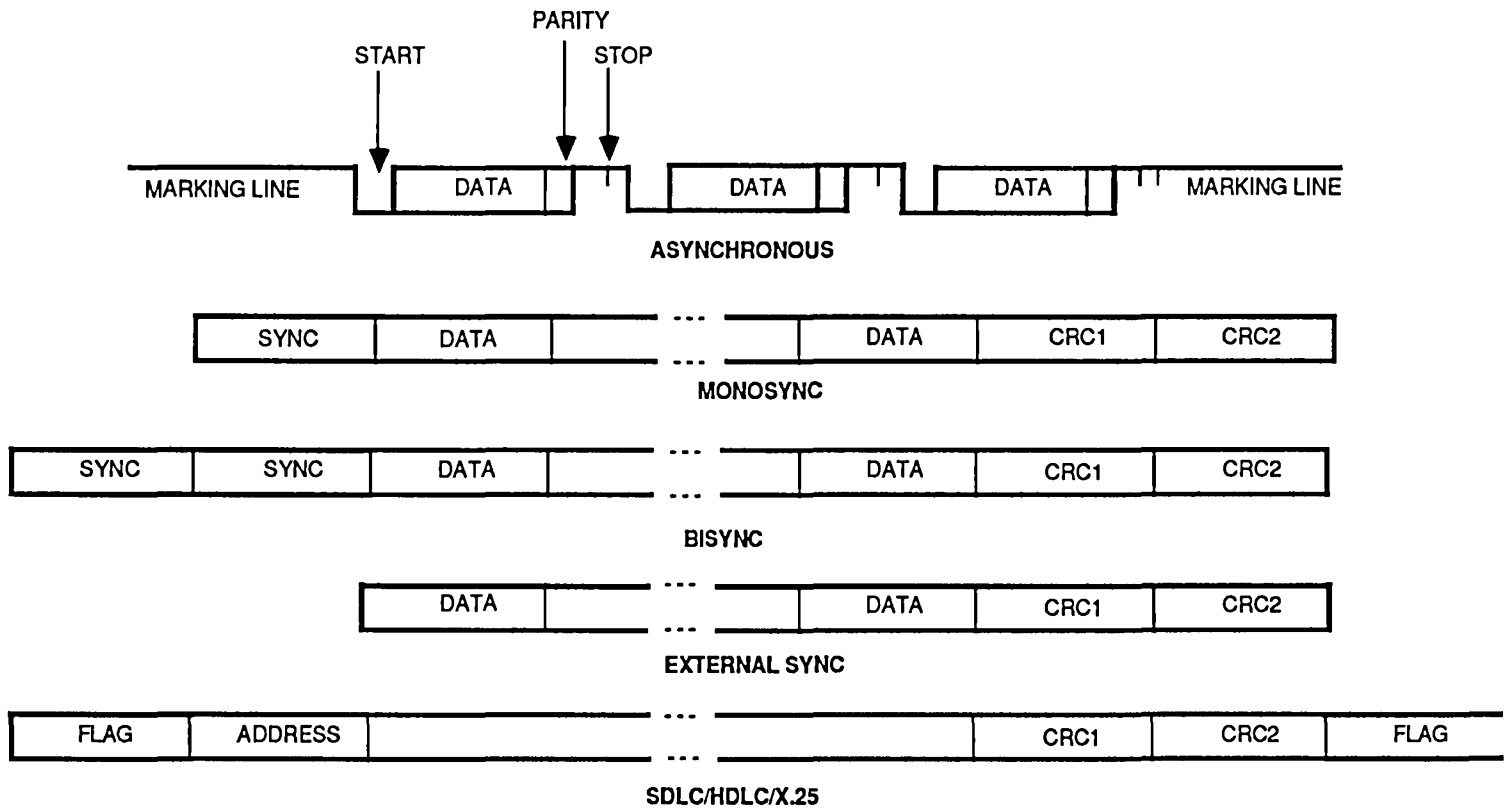 PARITY
START STOP
MARKING LINE DATA DATA DATA MARKING LINE
ASYNCHRONOUS
SYNC DATA --- DATA CRC1 CRC2
---
MONOSYNC
SYNC SYNC DATA --- DATA CRC1 CRC2
---
BISYNC
DATA --- DATA CRC1 CRC2
---
EXTERNAL SYNC
FLAG ADDRESS --- CRC1 CRC2 FLAG
---
SDLC/HDLC/X.25